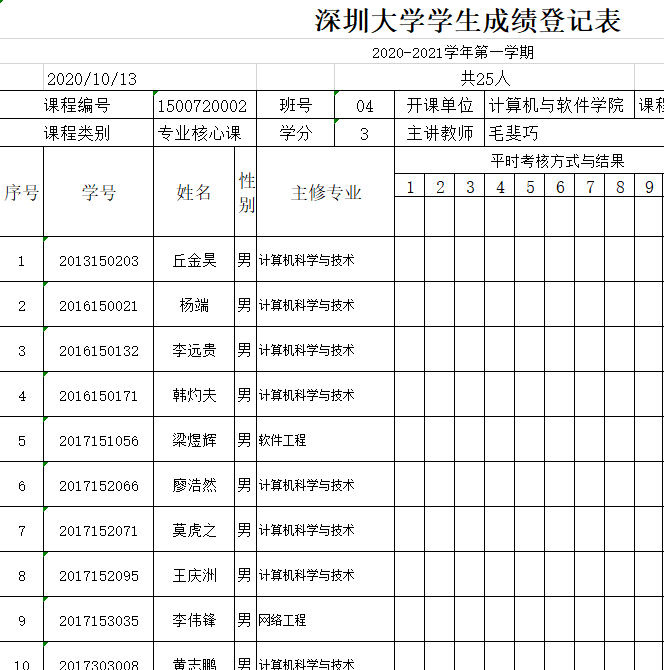 深圳大学学生成绩登记表
2020-2021学年第一学期
2020/10/13 共25人
课程编号 1500720002 班号 04 开课单位 计算机与软件学院 课程
课程类别 专业核心课 学分 3 主讲教师 毛斐巧
序号 学号 姓名 性别 主修专业 平时考核方式与结果
1 2 3 4 5 6 7 8 9
1 2013150203 丘金昊 男 计算机科学与技术
2 2016150021 杨端 男 计算机科学与技术
3 2016150132 李远贵 男 计算机科学与技术
4 2016150171 韩灼夫 男 计算机科学与技术
5 2017151056 梁煜辉 男 软件工程
6 2017152066 廖浩然 男 计算机科学与技术
7 2017152071 莫虎之 男 计算机科学与技术
8 2017152095 王庆洲 男 计算机科学与技术
9 2017153035 李伟锋 男 网络工程
10 2017303008 黄志鹏 男 计算机科学与技术